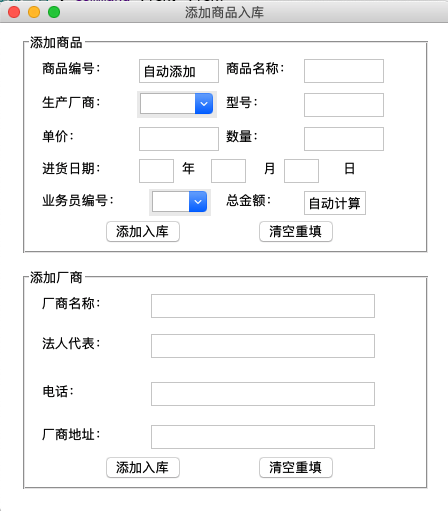 添加商品入库
添加商品
商品编号： 自动添加 商品名称：
生产厂商： 型号：
单价： 数量：
进货日期： 年 月 日
业务员编号： 总金额： 自动计算
添加入库 清空重填
添加厂商
厂商名称：
法人代表：
电话：
厂商地址：
添加入库 清空重填